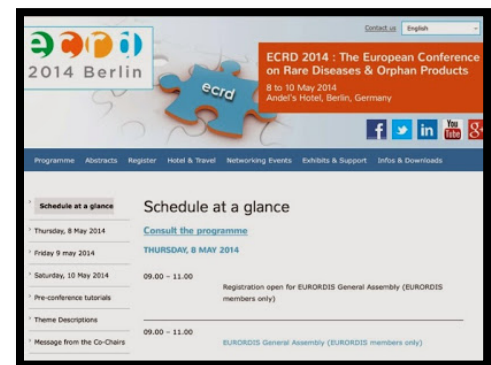 Contact us English
ecrd
2014 Berlin
ecrd
ECRD 2014 : The European Conference
on Rare Diseases & Orphan Products
8 to 10 May 2014
Andel's Hotel, Berlin, Germany
f in You Tube 8+
Programme Abstracts Register Hotel & Travel Networking Events Exhibits & Support Infos & Downloads
Schedule at a glance
Thursday, 8 May 2014
Friday 9 may 2014
Saturday, 10 May 2014
Pre-conference tutorials
Theme Descriptions
Message from the Co-Chairs
Schedule at a glance
Consult the programme
THURSDAY, 8 MAY 2014
09.00 – 11.00
Registration open for EURORDIS General Assembly (EURORDIS
members only)
09.00 – 11.00
EURORDIS General Assembly (EURORDIS members only)